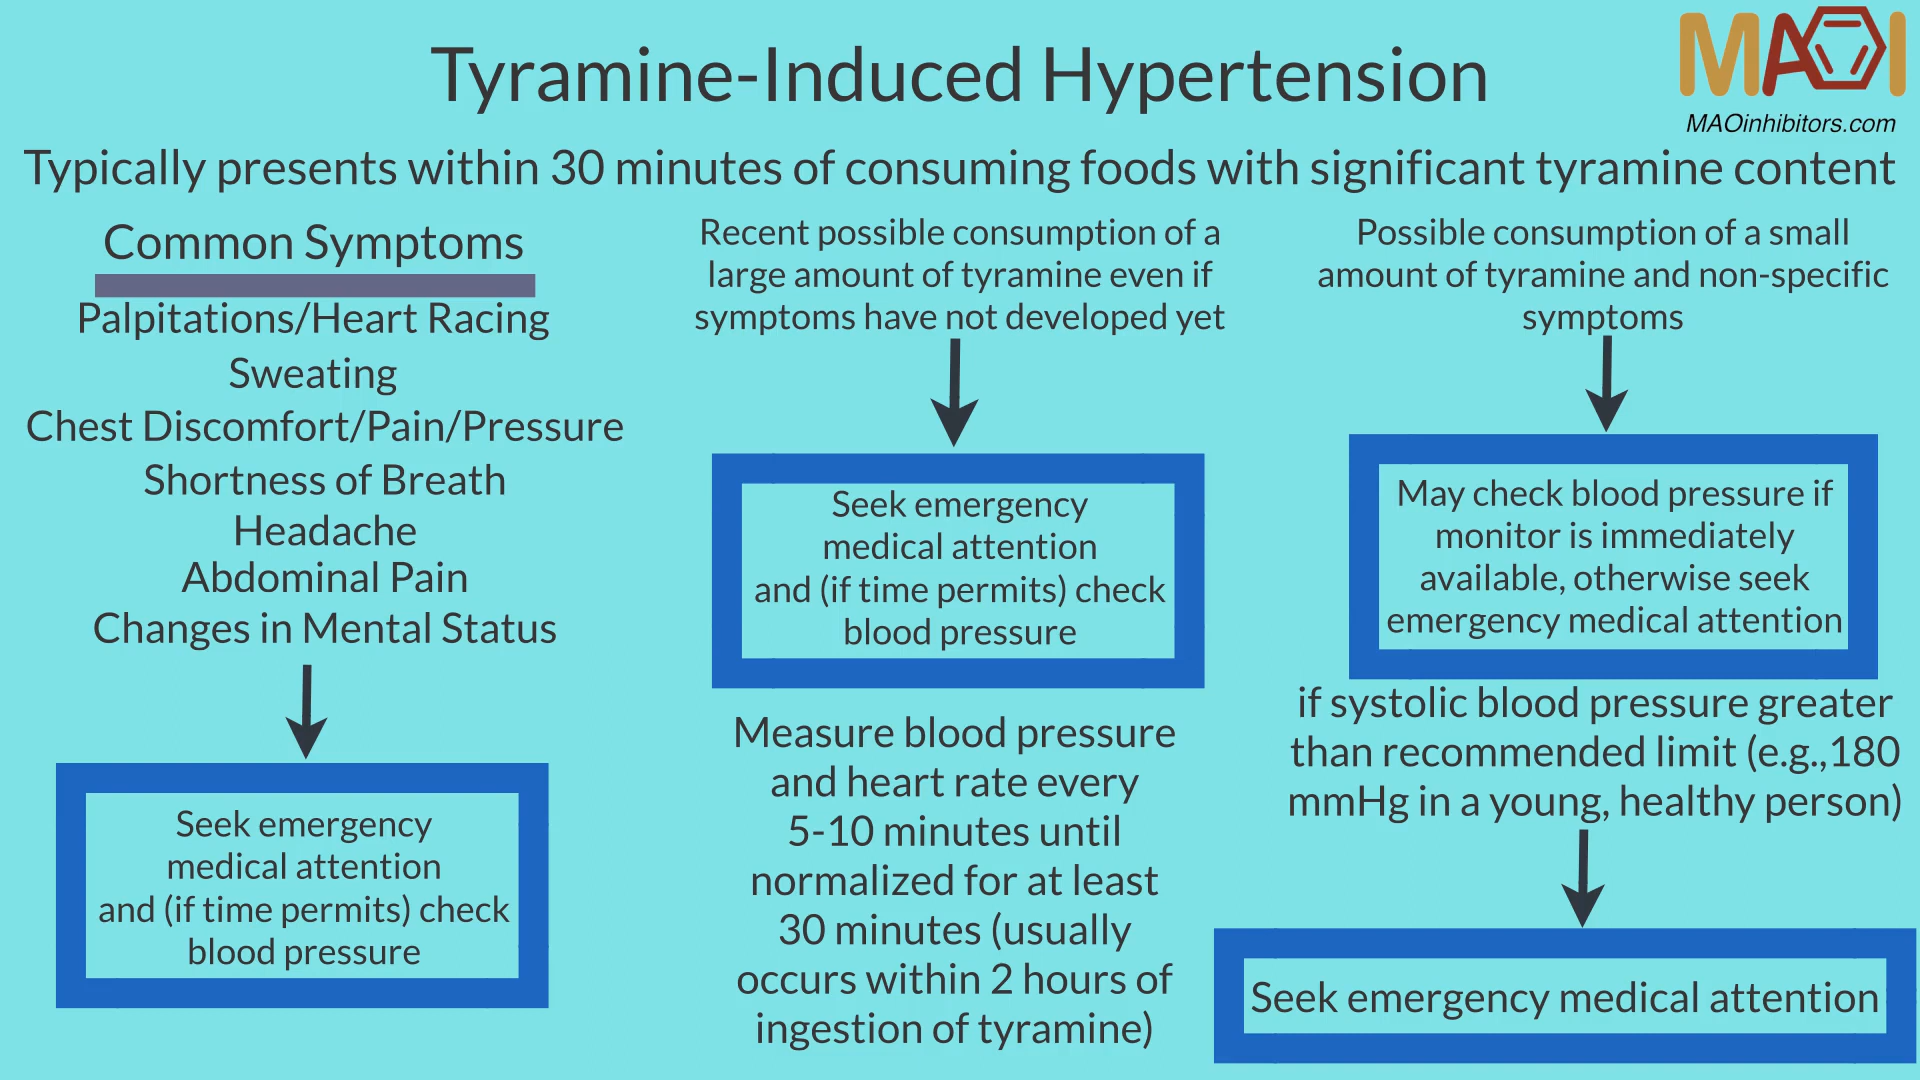 Tyramine-Induced Hypertension
MAOI
MAOinhibitors.com
Typically presents within 30 minutes of consuming foods with significant tyramine content
Common Symptoms
Palpitations/Heart Racing
Sweating
Chest Discomfort/Pain/Pressure
Shortness of Breath
Headache
Abdominal Pain
Changes in Mental Status
Seek emergency
medical attention
and (if time permits) check
blood pressure
Recent possible consumption of a
large amount of tyramine even if
symptoms have not developed yet
Seek emergency
medical attention
and (if time permits) check
blood pressure
Measure blood pressure
and heart rate every
5-10 minutes until
normalized for at least
30 minutes (usually
occurs within 2 hours of
ingestion of tyramine)
Possible consumption of a small
amount of tyramine and non-specific
symptoms
May check blood pressure if
monitor is immediately
available, otherwise seek
emergency medical attention
if systolic blood pressure greater
than recommended limit (e.g.,180
mmHg in a young, healthy person)
Seek emergency medical attention